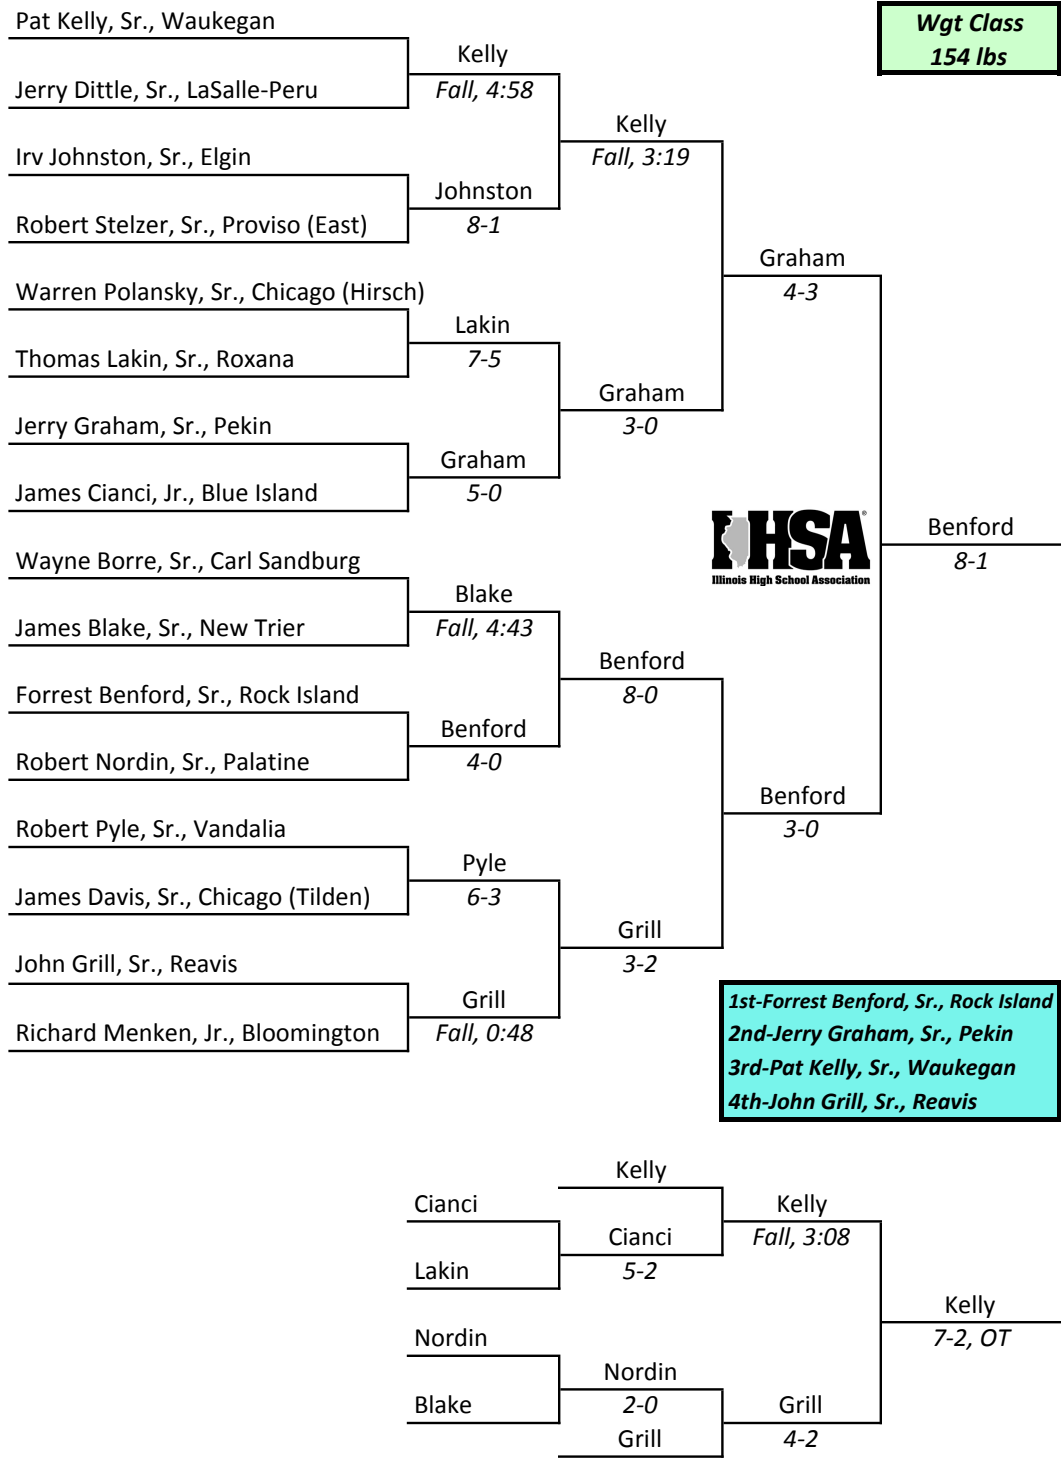 Pat Kelly, Sr., Waukegan
Wgt Class
154 lbs
Kelly
Jerry Dittle, Sr., LaSalle-Peru
Fall, 4:58
Kelly
Irv Johnston, Sr., Elgin
Fall, 3:19
Johnston
Robert Stelzer, Sr., Proviso (East)
8-1
Graham
Warren Polansky, Sr., Chicago (Hirsch)
4-3
Lakin
Thomas Lakin, Sr., Roxana
7-5
Graham
Jerry Graham, Sr., Pekin
3-0
Graham
James Cianci, Jr., Blue Island
5-0
IHSA®
Illinois High School Association
Benford
8-1
Wayne Borre, Sr., Carl Sandburg
Blake
James Blake, Sr., New Trier
Fall, 4:43
Benford
Forrest Benford, Sr., Rock Island
8-0
Benford
Robert Nordin, Sr., Palatine
4-0
Benford
Robert Pyle, Sr., Vandalia
3-0
Pyle
James Davis, Sr., Chicago (Tilden)
6-3
Grill
John Grill, Sr., Reavis
3-2
Grill
Richard Menken, Jr., Bloomington
Fall, 0:48
1st-Forrest Benford, Sr., Rock Island
2nd-Jerry Graham, Sr., Pekin
3rd-Pat Kelly, Sr., Waukegan
4th-John Grill, Sr., Reavis
Kelly
Cianci
Kelly
Cianci
Fall, 3:08
Lakin
5-2
Kelly
Nordin
7-2, OT
Nordin
Blake
2-0
Grill
Grill
4-2